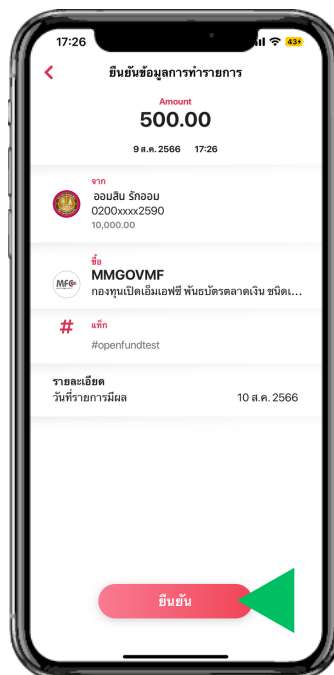 17:26
43
ยืนยันข้อมูลการทำรายการ
Amount
500.00
9 ส.ค. 2566 17:26
จาก
ออมสิน รักออม
0200xxxx2590
10,000.00
ซื้อ
MFC
MMGOVMF
กองทุนเปิดเอ็มเอฟซี พันธบัตรตลาดเงิน ชนิดเ...
# แท็ก
#openfundtest
รายละเอียด
วันที่รายการมีผล 10 ส.ค. 2566
ยืนยัน